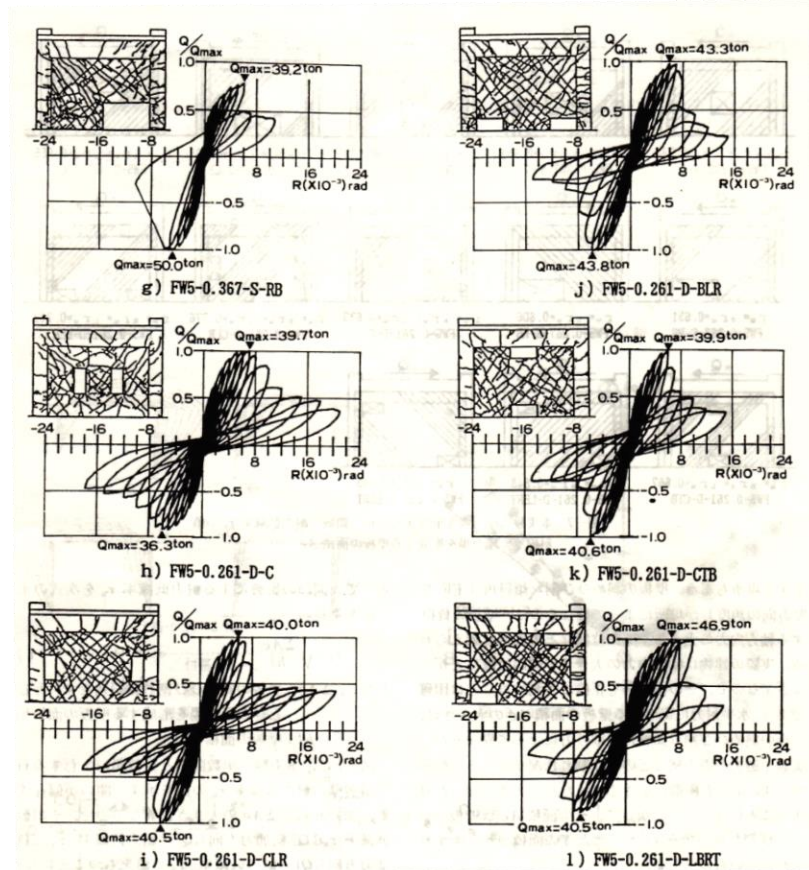 Q/Qmax
1.0
Qmax=39.2ton
0.5
-24 -16 -8
8 16 24
R(X10⁻³)rad
-0.5
-1.0
Qmax=50.0ton
g) FW5-0.367-S-RB
Q/Qmax
1.0
Qmax=43.3ton
0.5
-24 -16 -8
8 16 24
R(X10⁻³)rad
-0.5
-1.0
Qmax=43.8ton
j) FW5-0.261-D-BLR
Q/Qmax
1.0
Qmax=39.7ton
0.5
-24 -16 -8
8 16 24
R(X10⁻³)rad
-0.5
-1.0
Qmax=36.3ton
h) FW5-0.261-D-C
Q/Qmax
1.0
Qmax=39.9ton
0.5
-24 -16 -8
8 16 24
R(X10⁻³)rad
-0.5
-1.0
Qmax=40.6ton
k) FW5-0.261-D-CTB
Q/Qmax
1.0
Qmax=40.0ton
0.5
-24 -16 -8
8 16 24
R(X10⁻³)rad
-0.5
-1.0
Qmax=40.5ton
i) FW5-0.261-D-CLR
Q/Qmax
1.0
Qmax=46.9ton
0.5
-24 -16 -8
8 16 24
R(X10⁻³)rad
-0.5
-1.0
Qmax=40.5ton
l) FW5-0.261-D-LBRT